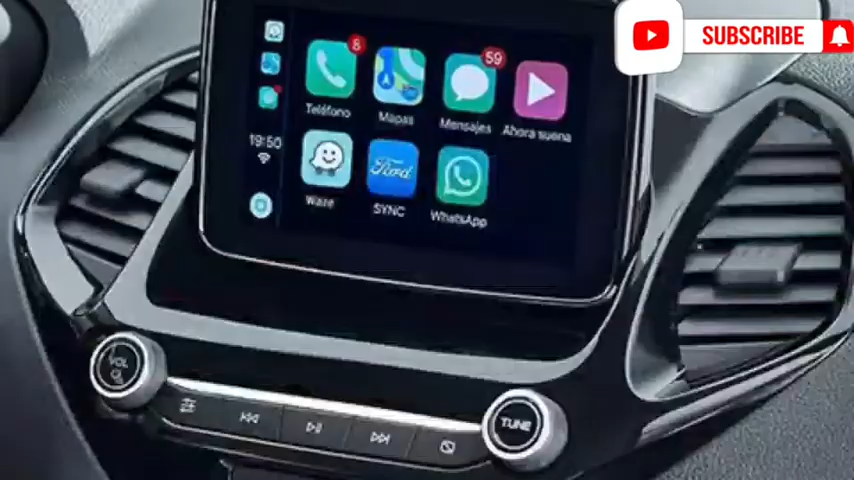 SUBSCRIBE
8
59
Teléfono
Mapas
Mensajes
Ahora suena
19:50
Waze
Ford
SYNC
WhatsApp
VOL
TUNE